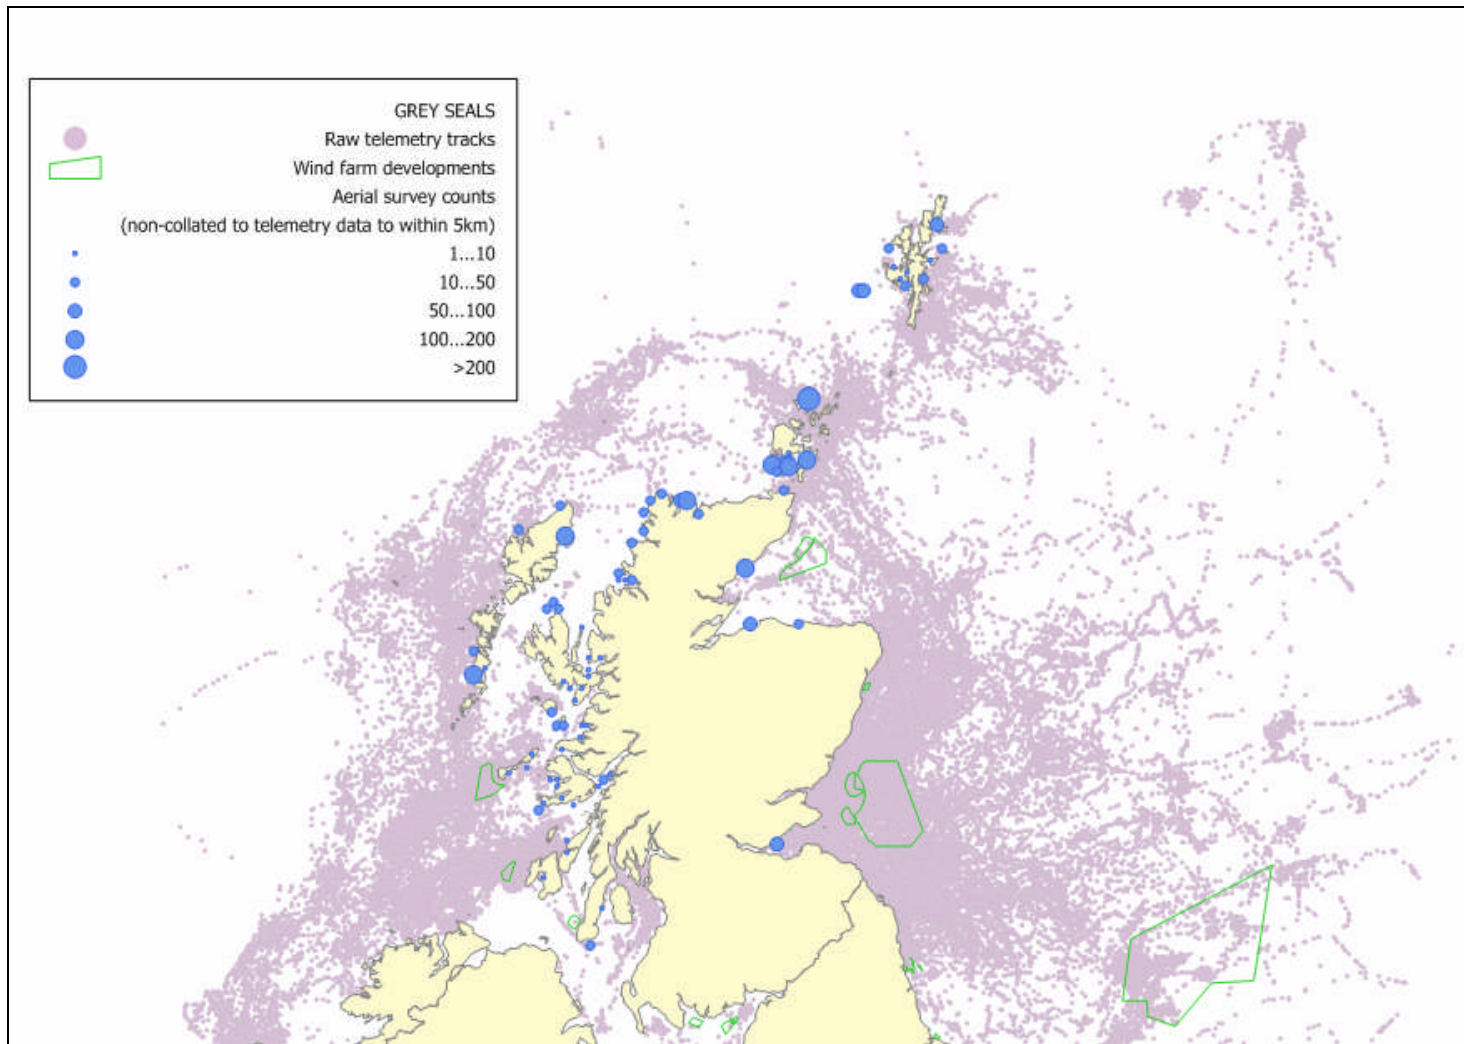 GREY SEALS
Raw telemetry tracks
Wind farm developments
Aerial survey counts
(non-collated to telemetry data to within 5km)
1...10
10...50
50...100
100...200
>200